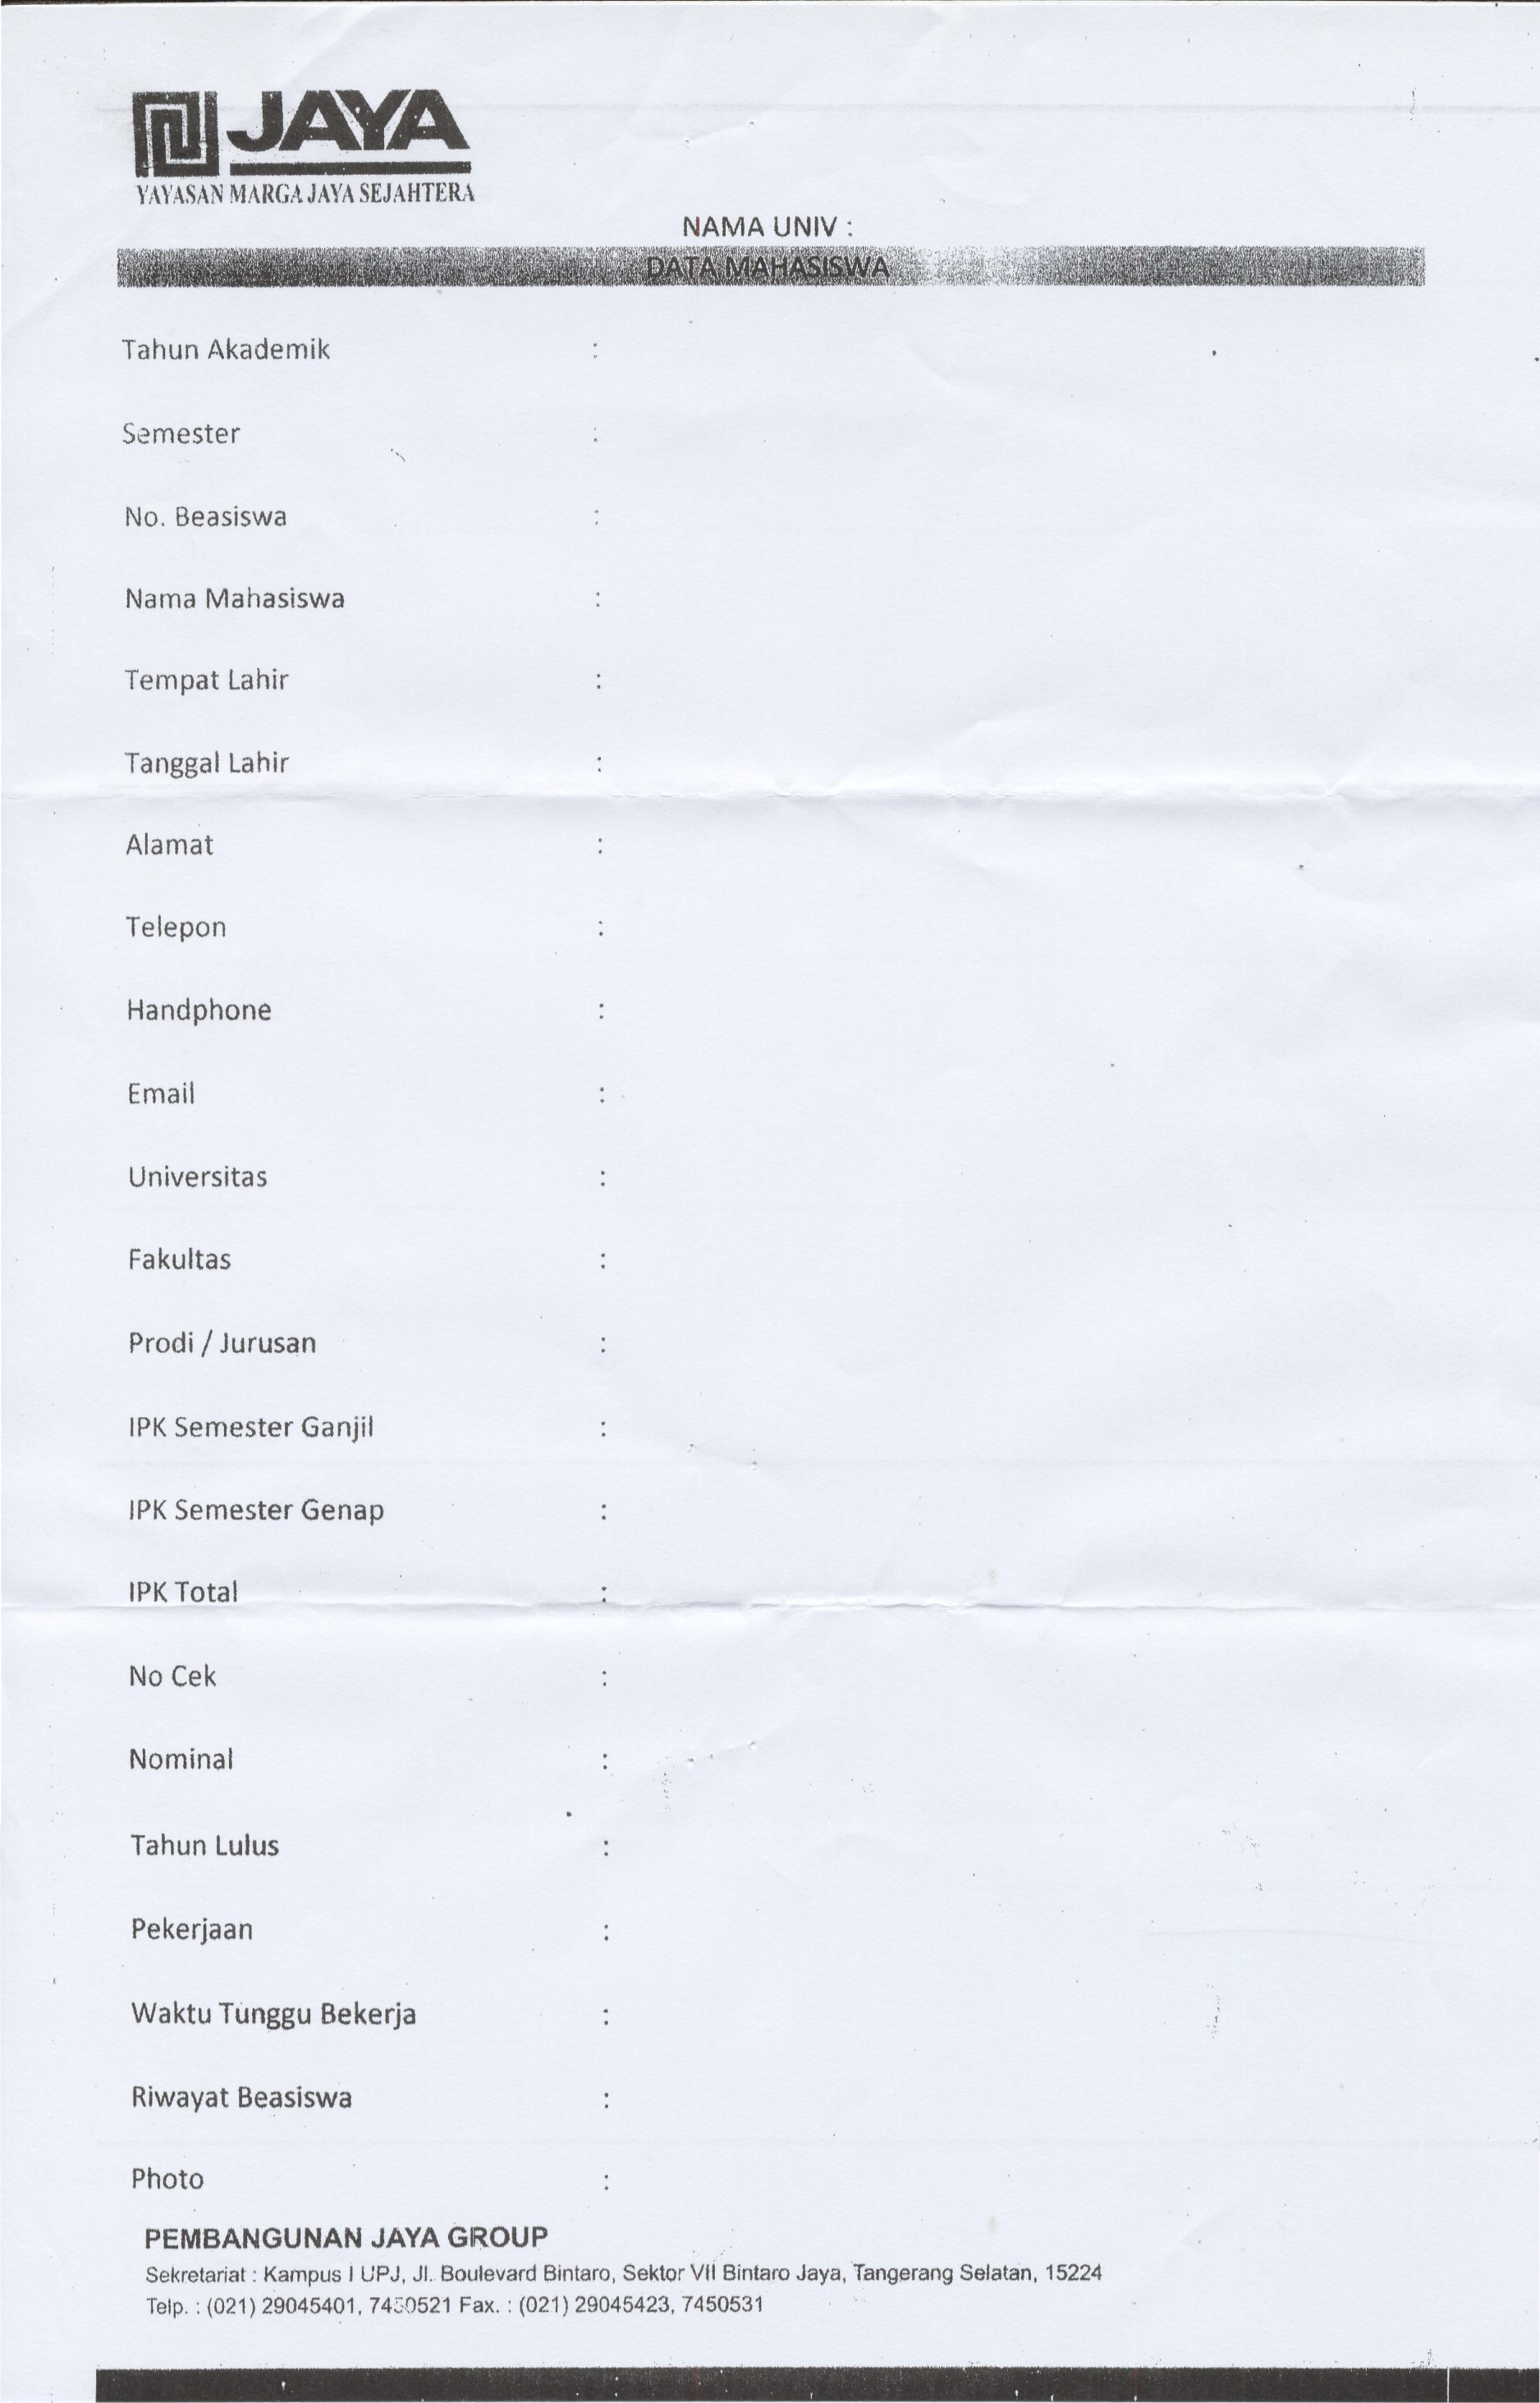 JAYA
YAYASAN MARGA JAYA SEJAHTERA
NAMA UNIV :
DATA MAHASISWA
Tahun Akademik :
Semester :
No. Beasiswa :
Nama Mahasiswa :
Tempat Lahir :
Tanggal Lahir :
Alamat :
Telepon :
Handphone :
Email :
Universitas :
Fakultas :
Prodi / Jurusan :
IPK Semester Ganjil :
IPK Semester Genap :
IPK Total :
No Cek :
Nominal :
Tahun Lulus :
Pekerjaan :
Waktu Tunggu Bekerja :
Riwayat Beasiswa :
Photo :
PEMBANGUNAN JAYA GROUP
Sekretariat : Kampus I UPJ, Jl. Boulevard Bintaro, Sektor VII Bintaro Jaya, Tangerang Selatan, 15224
Telp. : (021) 29045401, 7450521 Fax. : (021) 29045423, 7450531